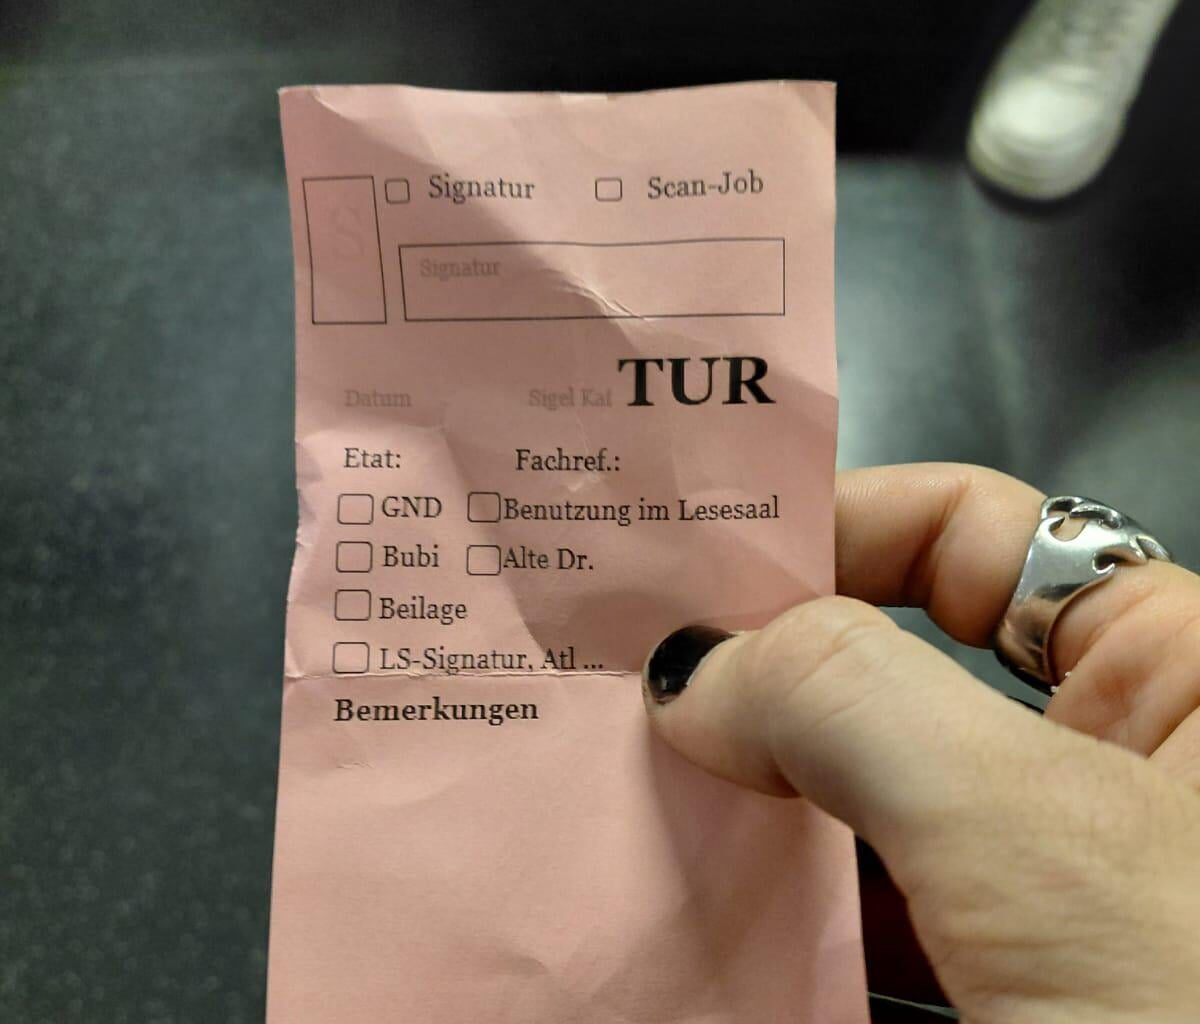 S
Signatur Scan-Job
Signatur
Datum Sigel Kat TUR
Etat: Fachref.:
GND Benutzung im Lesesaal
Bubi Alte Dr.
Beilage
LS-Signatur, Atl ...
Bemerkungen